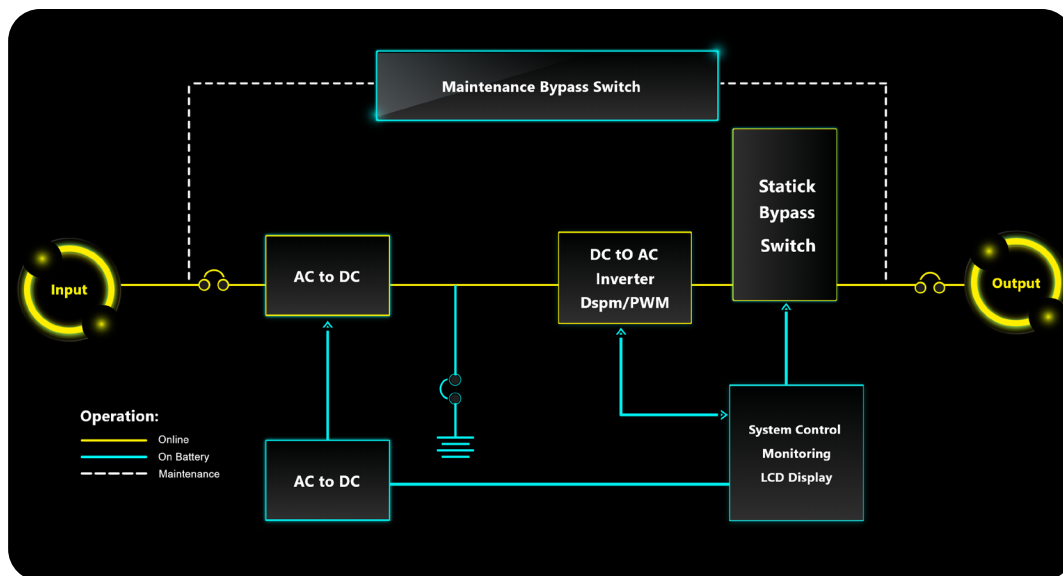 Maintenance Bypass Switch
Statick
Bypass
Switch
Input
AC to DC
DC tO AC
Inverter
Dspm/PWM
Output
Operation:
Online
On Battery
Maintenance
AC to DC
System Control
Monitoring
LCD Display